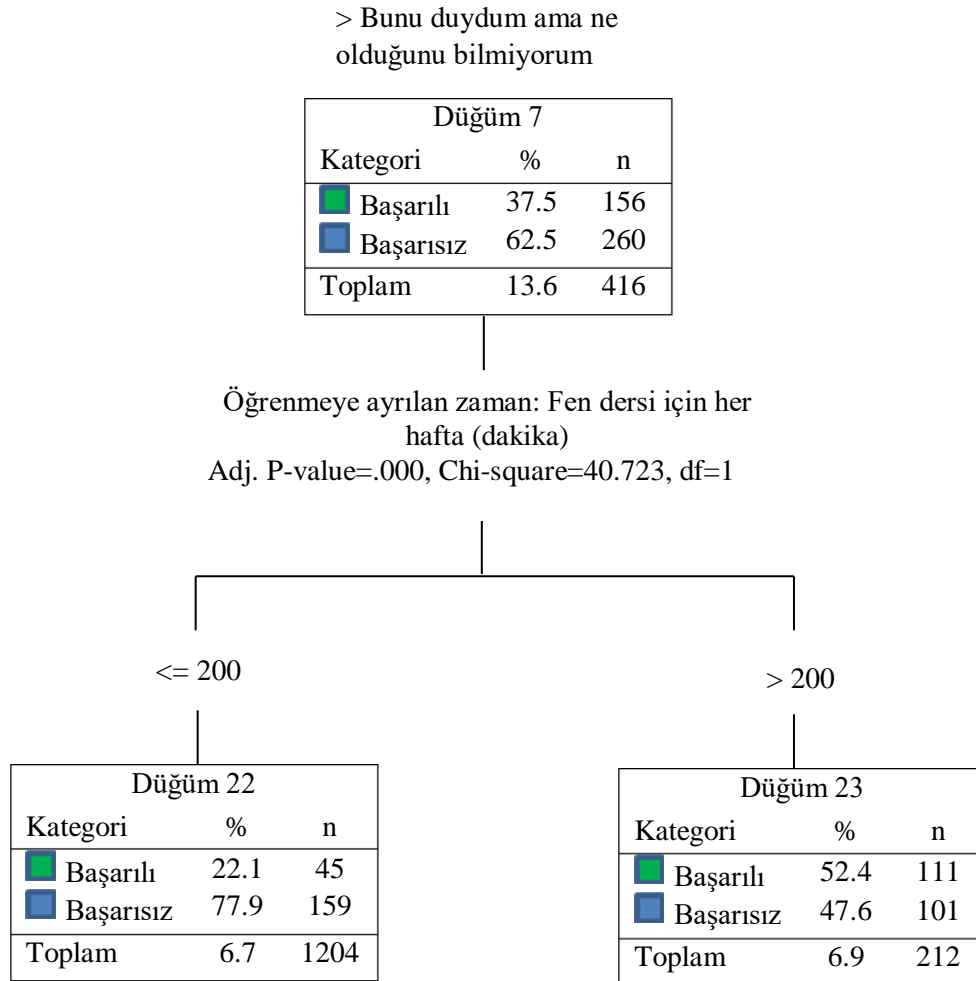 > Bunu duydum ama ne
olduğunu bilmiyorum
Düğüm 7
Kategori % n
Başarılı 37.5 156
Başarısız 62.5 260
Toplam 13.6 416
Öğrenmeye ayrılan zaman: Fen dersi için her
hafta (dakika)
Adj. P-value=.000, Chi-square=40.723, df=1
<= 200
> 200
Düğüm 22
Kategori % n
Başarılı 22.1 45
Başarısız 77.9 159
Toplam 6.7 1204
Düğüm 23
Kategori % n
Başarılı 52.4 111
Başarısız 47.6 101
Toplam 6.9 212